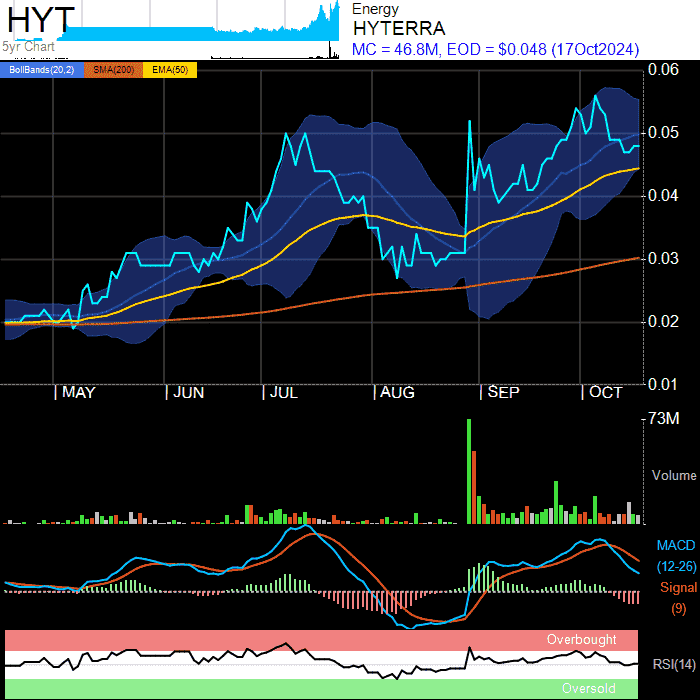 HYT
5yr Chart
Energy
HYTERRA
MC = 46.8M, EOD = $0.048 (17Oct2024)
BollBands(20,2) SMA(200) EMA(50)
0.06
0.05
0.04
0.03
0.02
0.01
MAY JUN JUL AUG SEP OCT
73M
Volume
MACD
(12-26)
Signal
(9)
Overbought
RSI(14)
Oversold